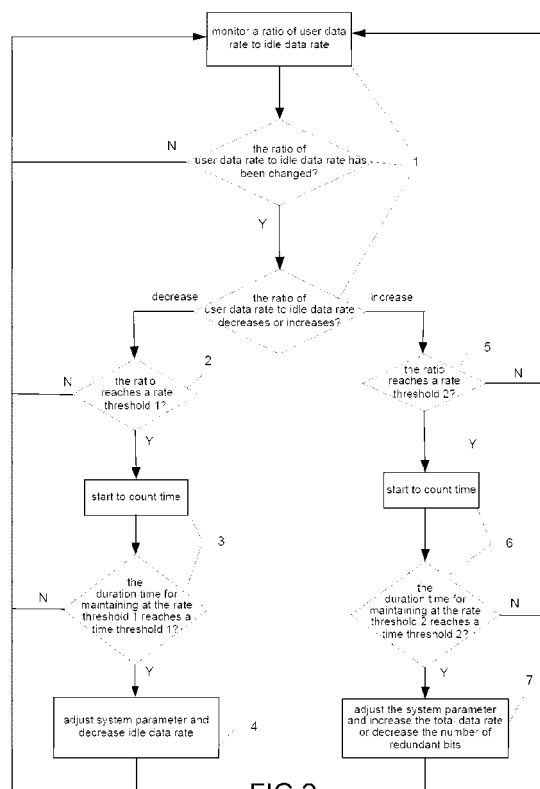 monitor a ratio of user data
rate to idle data rate
N
the ratio of
user data rate to idle data rate has
been changed?
1
Y
decrease
the ratio of
user data rate to idle data rate
decreases or increases?
increase
2
5
N
the ratio
reaches a rate
threshold 1?
the ratio
reaches a rate
threshold 2?
N
Y
Y
start to count time
start to count time
3
6
N
the
duration time for
maintaining at the rate
threshold 1 reaches a
time threshold 1?
the
duration time for
maintaining at the rate
threshold 2 reaches a
time threshold 2?
N
Y
Y
7
adjust system parameter and
decrease idle data rate
4
adjust the system parameter
and increase the total data rate
or decrease the number of
redundant bits